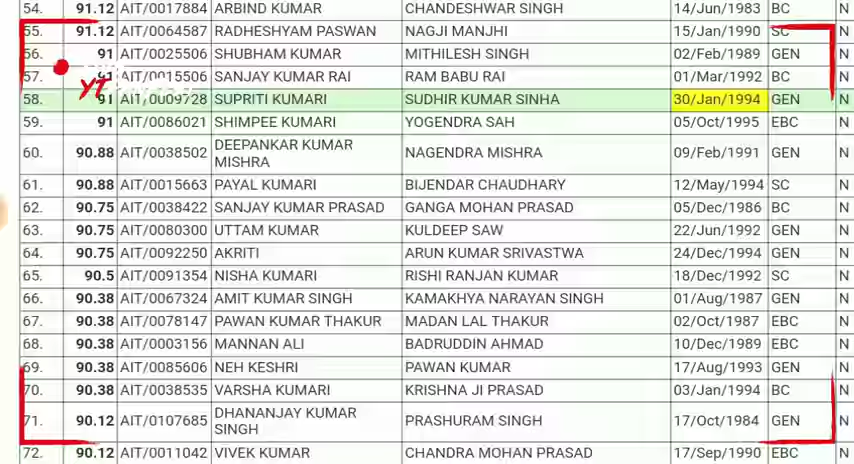 54. 91.12 AIT/0017884 ARBIND KUMAR CHANDESHWAR SINGH 14/Jun/1983 BC N
55. 91.12 AIT/0064587 RADHESHYAM PASWAN NAGJI MANJHI 15/Jan/1990 SC N
56. 91 AIT/0025506 SHUBHAM KUMAR MITHILESH SINGH 02/Feb/1989 GEN N
57. 91 AIT/0015506 SANJAY KUMAR RAI RAM BABU RAI 01/Mar/1992 BC N
YT
58. 91 AIT/0009728 SUPRITI KUMARI SUDHIR KUMAR SINHA 30/Jan/1994 GEN N
59. 91 AIT/0086021 SHIMPEE KUMARI YOGENDRA SAH 05/Oct/1995 EBC N
60. 90.88 AIT/0038502 DEEPANKAR KUMAR MISHRA NAGENDRA MISHRA 09/Feb/1991 GEN N
61. 90.88 AIT/0015663 PAYAL KUMARI BIJENDAR CHAUDHARY 12/May/1994 SC N
62. 90.75 AIT/0038422 SANJAY KUMAR PRASAD GANGA MOHAN PRASAD 05/Dec/1986 BC N
63. 90.75 AIT/0080300 UTTAM KUMAR KULDEEP SAW 22/Jun/1992 GEN N
64. 90.75 AIT/0092250 AKRITI ARUN KUMAR SRIVASTWA 24/Dec/1994 GEN N
65. 90.5 AIT/0091354 NISHA KUMARI RISHI RANJAN KUMAR 18/Dec/1992 SC N
66. 90.38 AIT/0067324 AMIT KUMAR SINGH KAMAKHYA NARAYAN SINGH 01/Aug/1987 GEN N
67. 90.38 AIT/0078147 PAWAN KUMAR THAKUR MADAN LAL THAKUR 02/Oct/1987 EBC N
68. 90.38 AIT/0003156 MANNAN ALI BADRUDDIN AHMAD 10/Dec/1989 EBC N
69. 90.38 AIT/0085606 NEH KESHRI PAWAN KUMAR 17/Aug/1993 GEN N
70. 90.38 AIT/0038535 VARSHA KUMARI KRISHNA JI PRASAD 03/Jan/1994 BC N
71. 90.12 AIT/0107685 DHANANJAY KUMAR SINGH PRASHURAM SINGH 17/Oct/1984 GEN N
72. 90.12 AIT/0011042 VIVEK KUMAR CHANDRA MOHAN PRASAD 17/Sep/1990 EBC N